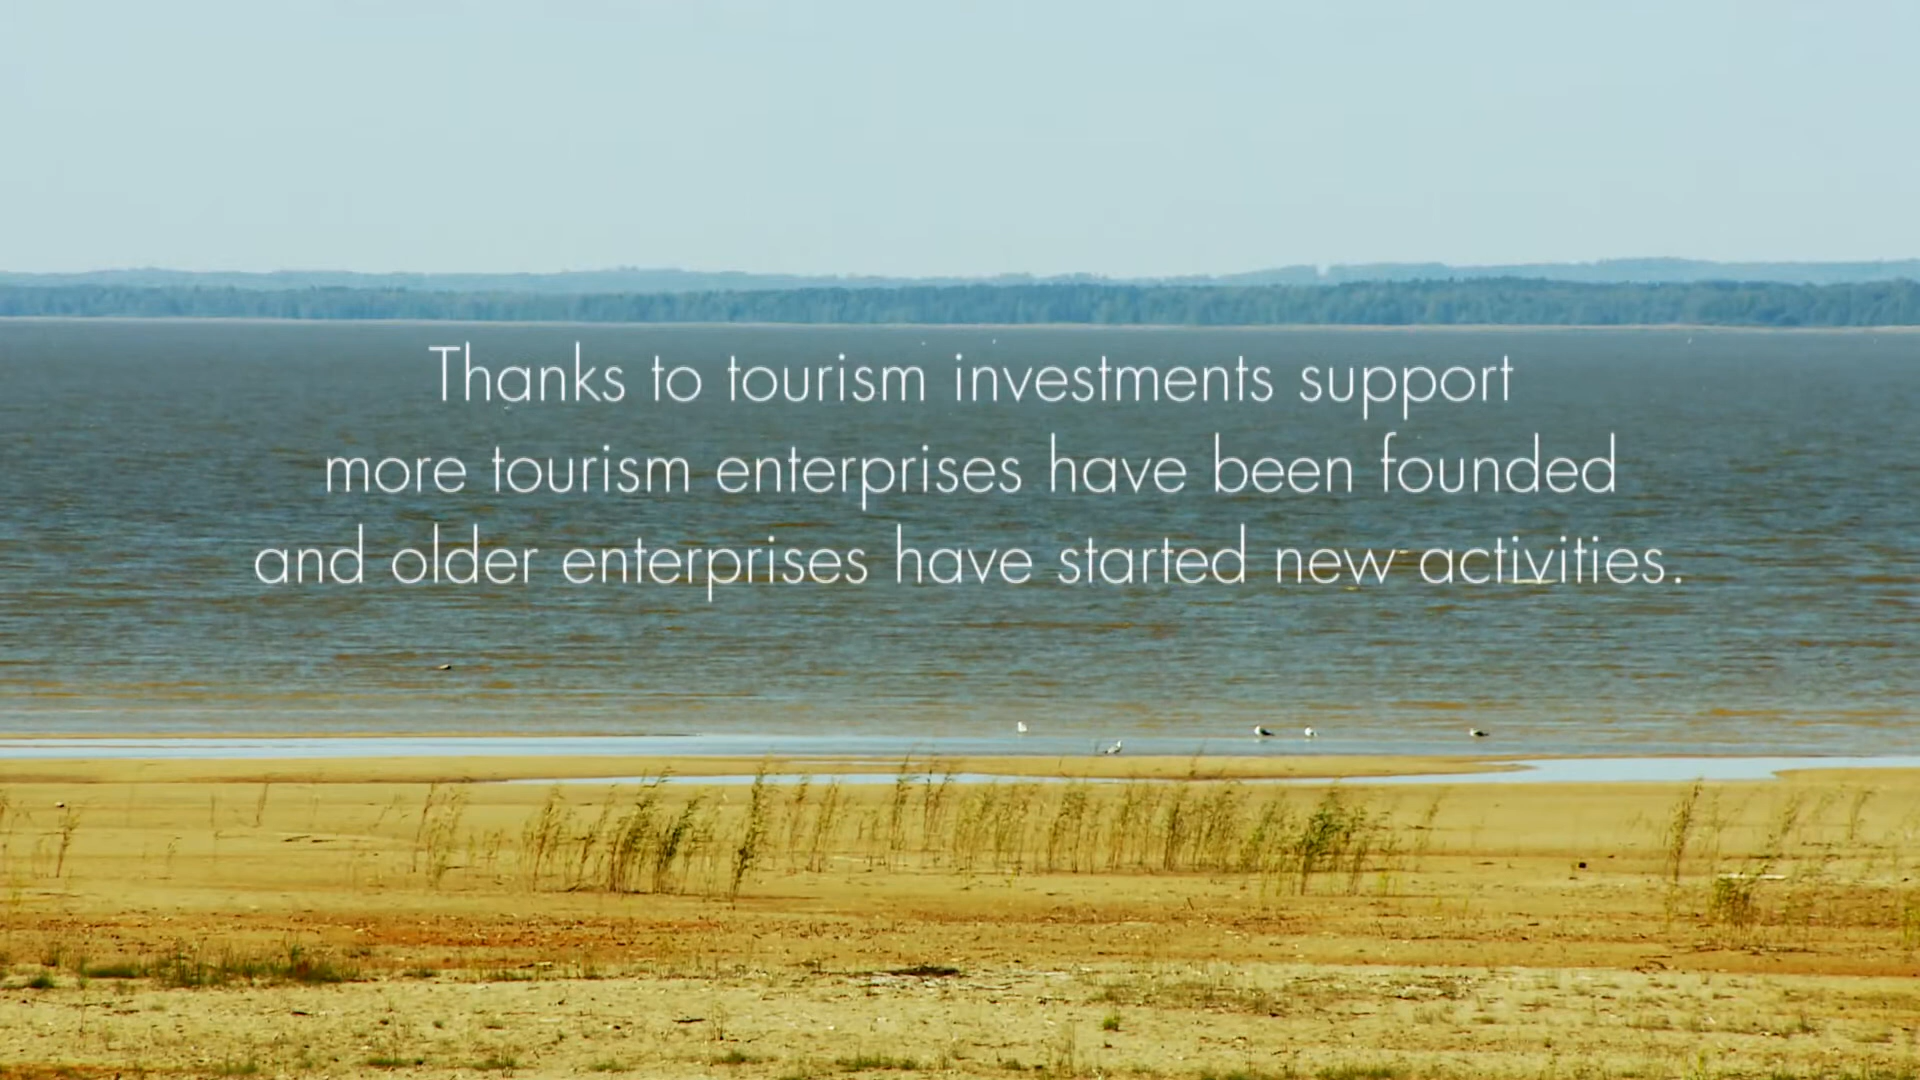 Thanks to tourism investments support
more tourism enterprises have been founded
and older enterprises have started new activities.